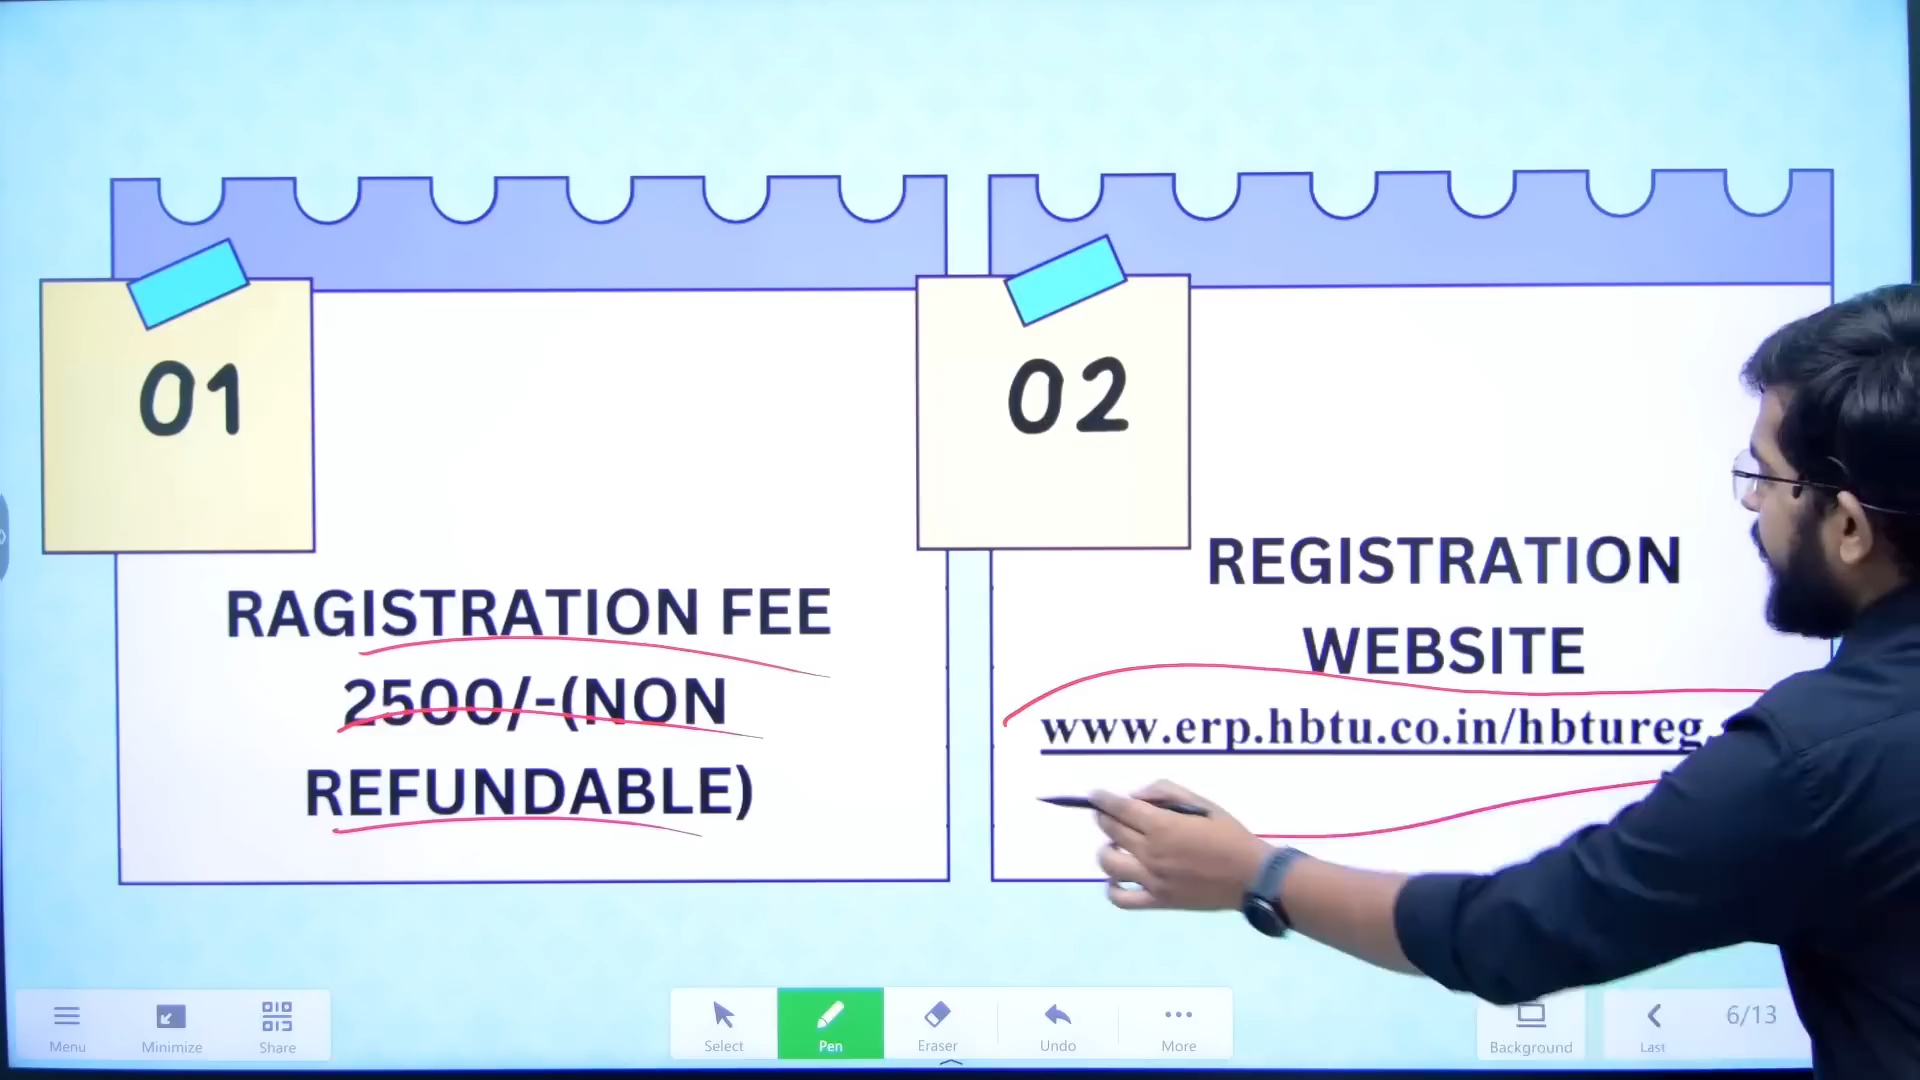 01
RAGISTRATION FEE
2500/-(NON
REFUNDABLE)
02
REGISTRATION
WEBSITE
www.erp.hbtu.co.in/hbtureg.
Menu
Minimize
Share
Select
Pen
Eraser
Undo
More
Background
Last
6/13